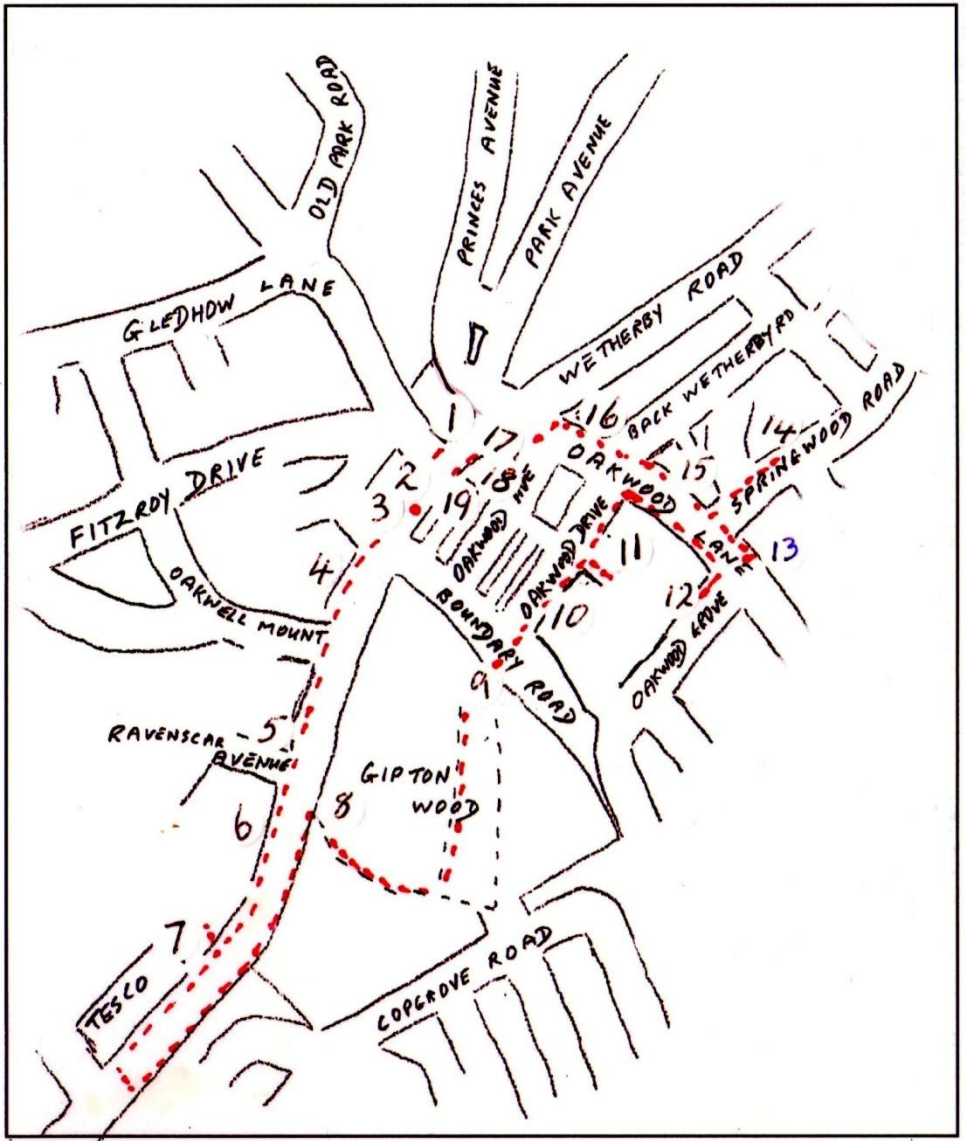 OLD PARK ROAD
PRINCES AVENUE
PARK AVENUE
GLEDHOW LANE
WETHERBY ROAD
BACK WETHERBY RD
SPRINGWOOD ROAD
FITZROY DRIVE
OAKWOOD LANE
OAKWOOD AVE
OAKWOOD DRIVE
OAKWELL MOUNT
BOUNDARY ROAD
OAKWOOD GROVE
RAVENSCAR
AVENUE
GIPTON
WOOD
COPGROVE ROAD
TESCO
1
2
3
4
5
6
7
8
9
10
11
12
13
14
15
16
17
18
19